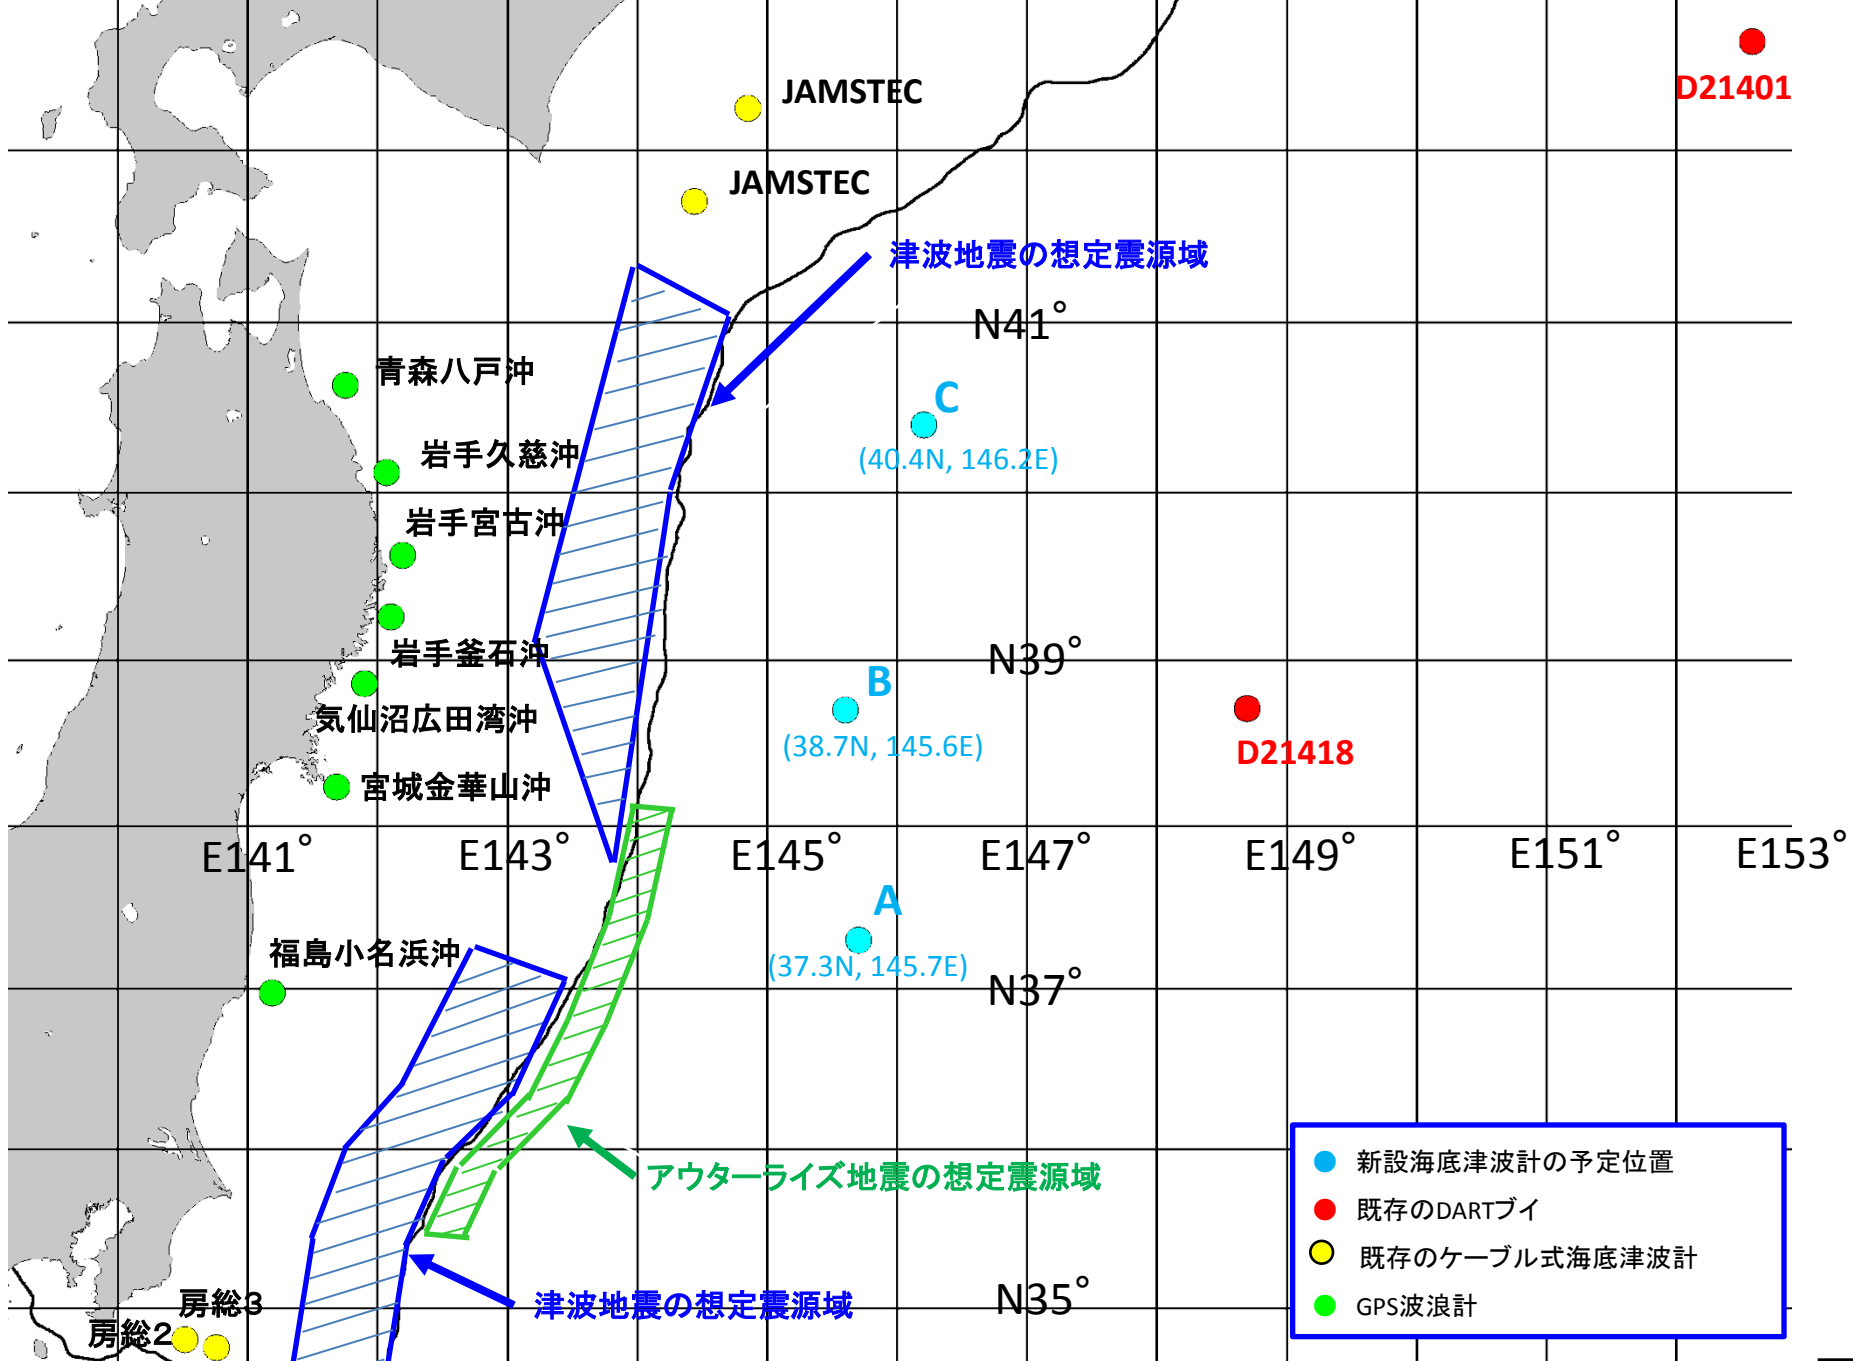 D21401
JAMSTEC
JAMSTEC
津波地震の想定震源域
N41°
青森八戸沖
C
(40.4N, 146.2E)
岩手久慈沖
岩手宮古沖
岩手釜石沖
N39°
B
(38.7N, 145.6E)
D21418
気仙沼広田湾沖
宮城金華山沖
E141°
E143°
E145°
E147°
E149°
E151°
E153°
A
(37.3N, 145.7E)
福島小名浜沖
N37°
アウターライズ地震の想定震源域
新設海底津波計の予定位置
既存のDARTブイ
既存のケーブル式海底津波計
GPS波浪計
N35°
津波地震の想定震源域
房総3
房総2